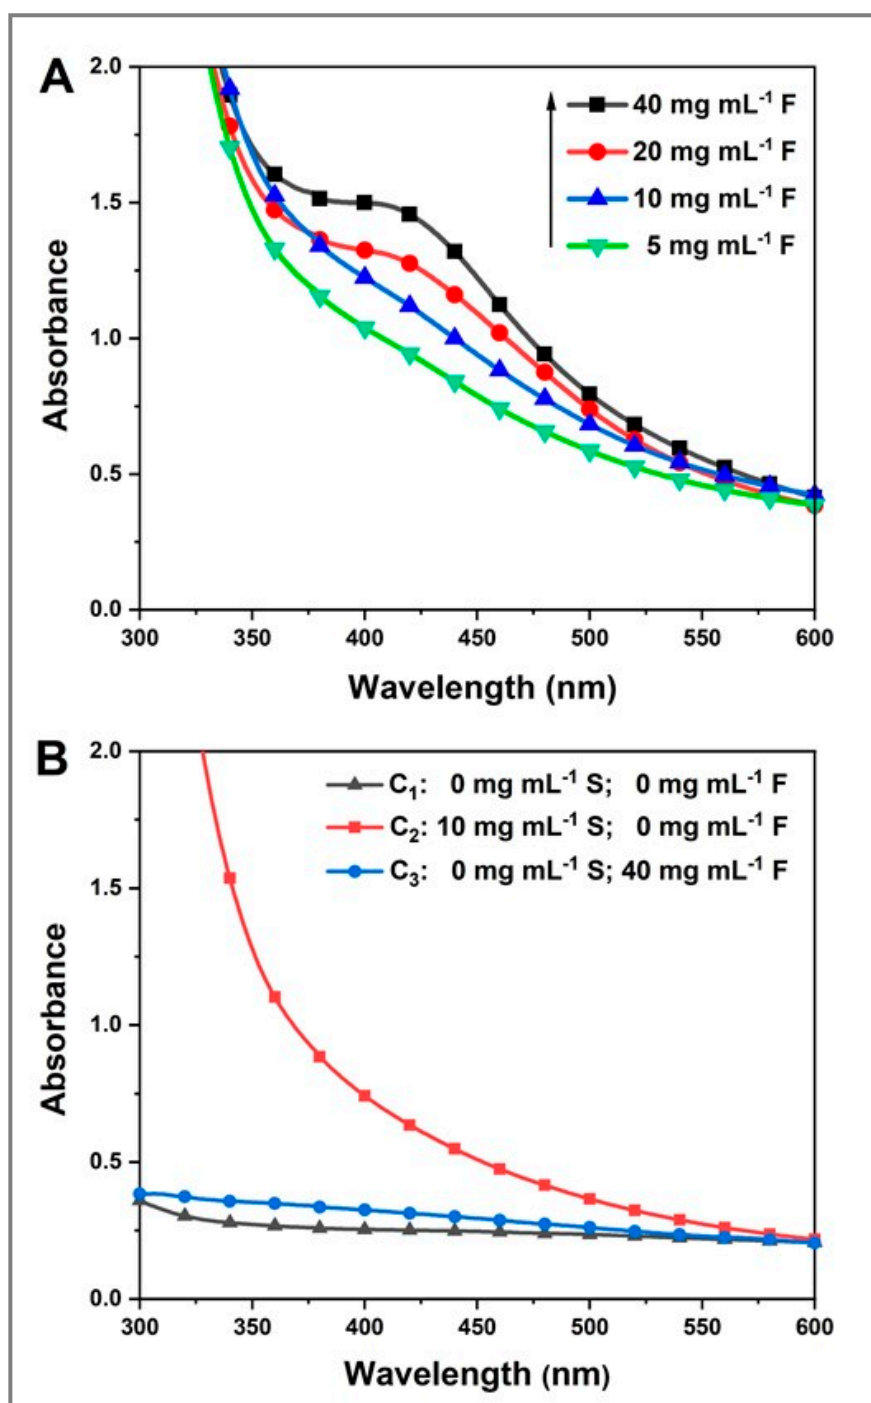 A
2.0
1.5
1.0
0.5
0.0
Absorbance
40 mg mL⁻¹ F
20 mg mL⁻¹ F
10 mg mL⁻¹ F
5 mg mL⁻¹ F
300 350 400 450 500 550 600
Wavelength (nm)
B
2.0
1.5
1.0
0.5
0.0
Absorbance
C₁: 0 mg mL⁻¹ S; 0 mg mL⁻¹ F
C₂: 10 mg mL⁻¹ S; 0 mg mL⁻¹ F
C₃: 0 mg mL⁻¹ S; 40 mg mL⁻¹ F
300 350 400 450 500 550 600
Wavelength (nm)